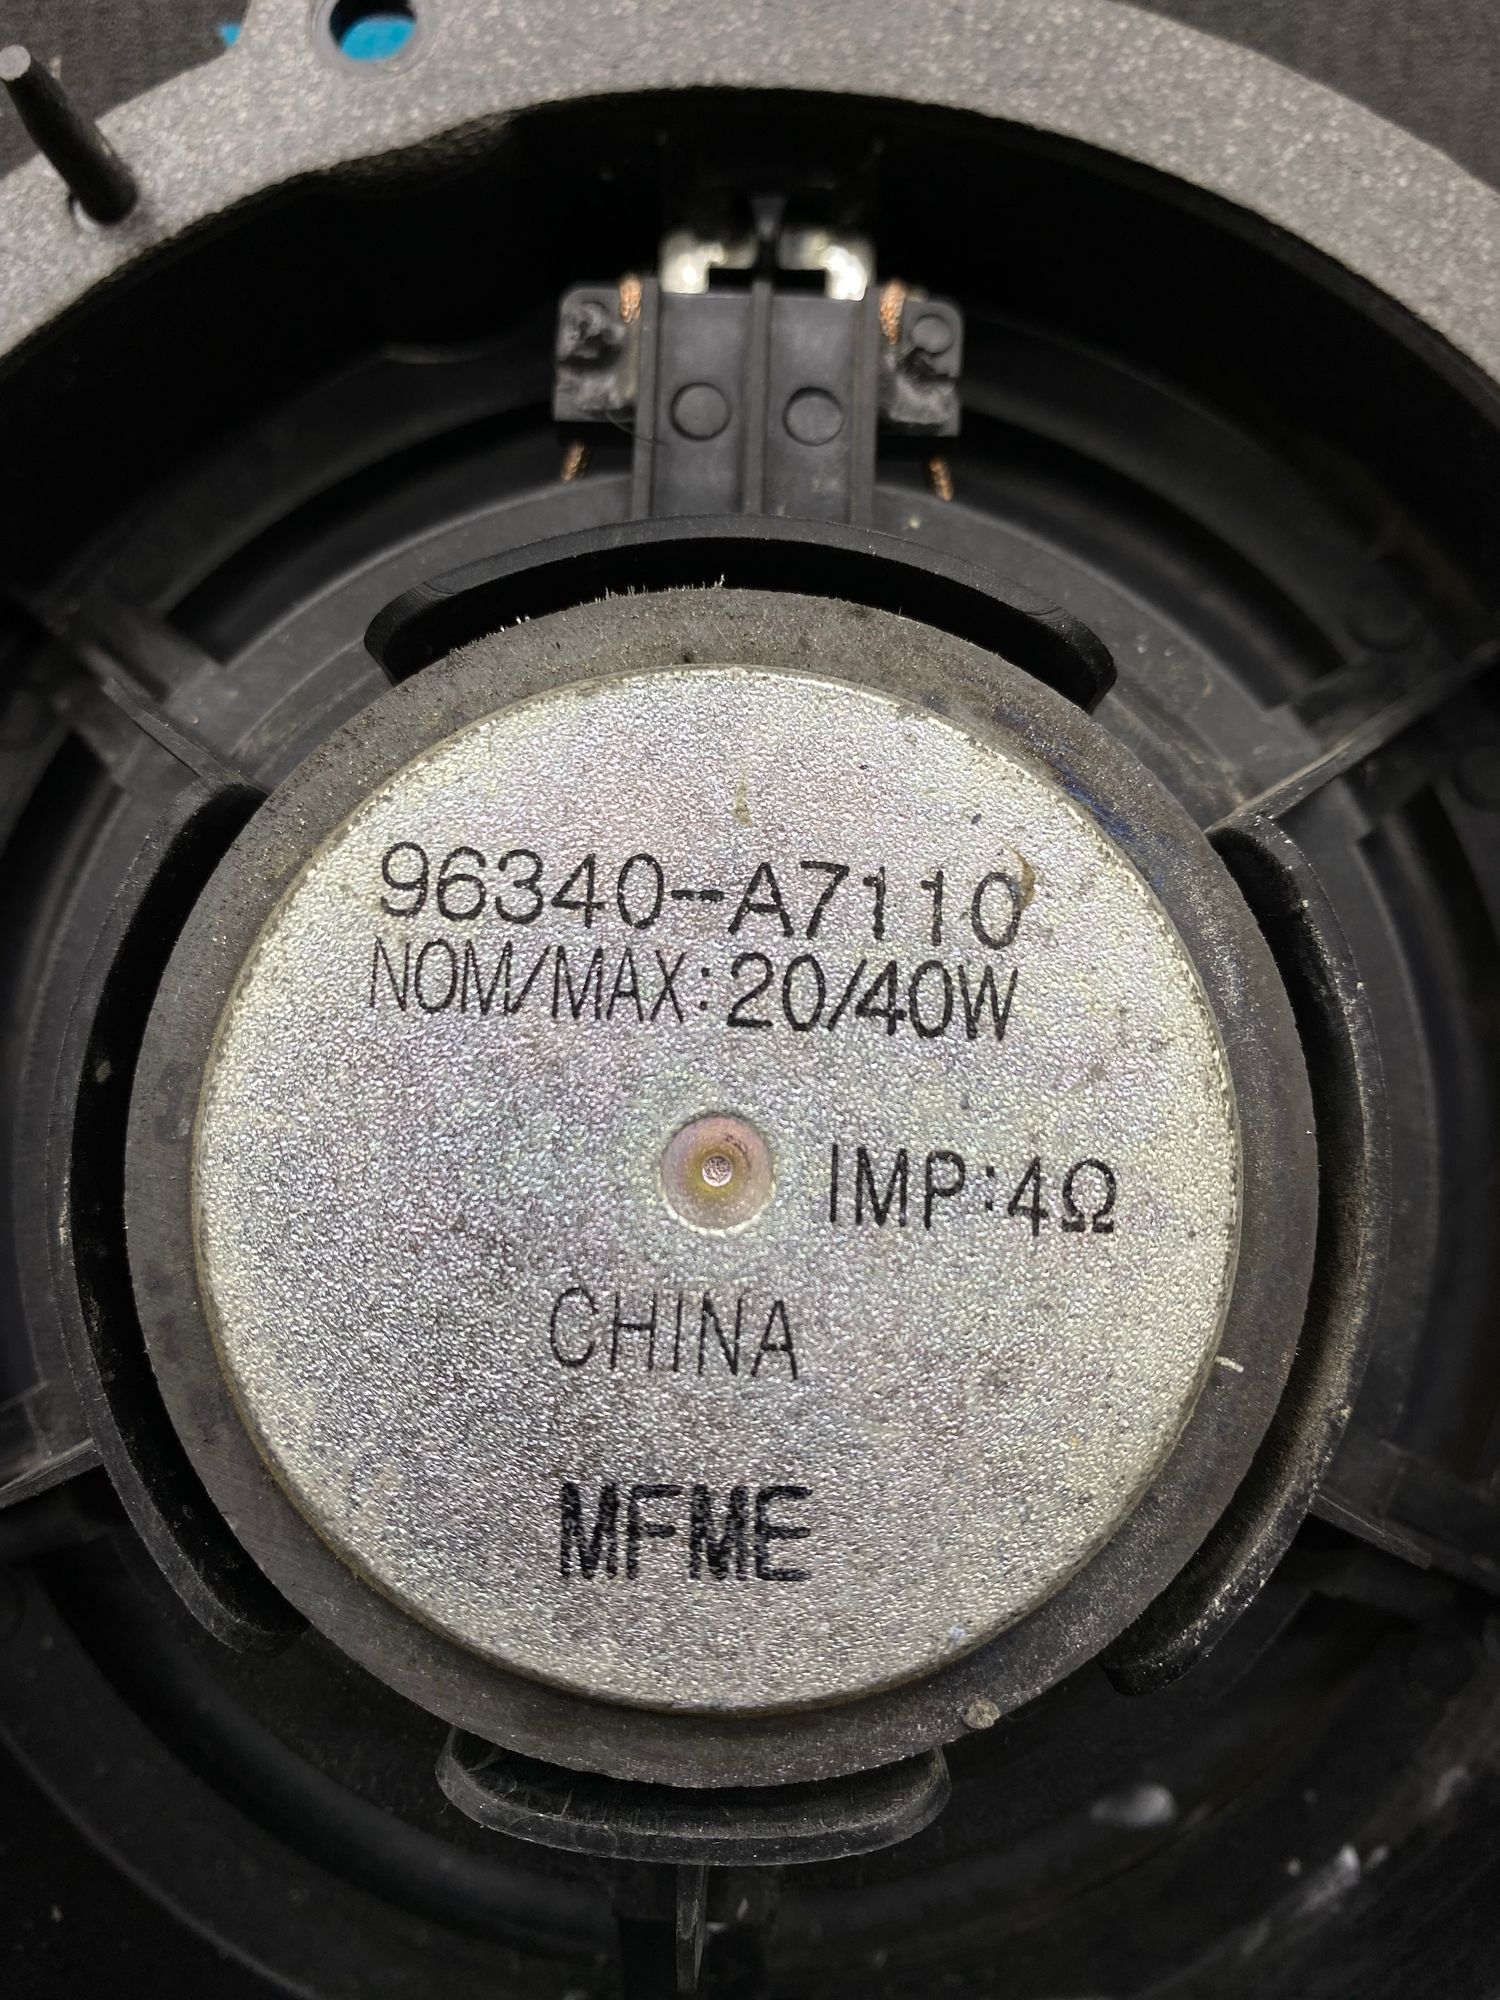 96340-A7110
NOM/MAX: 20/40W
IMP:4Ω
CHINA
MFME